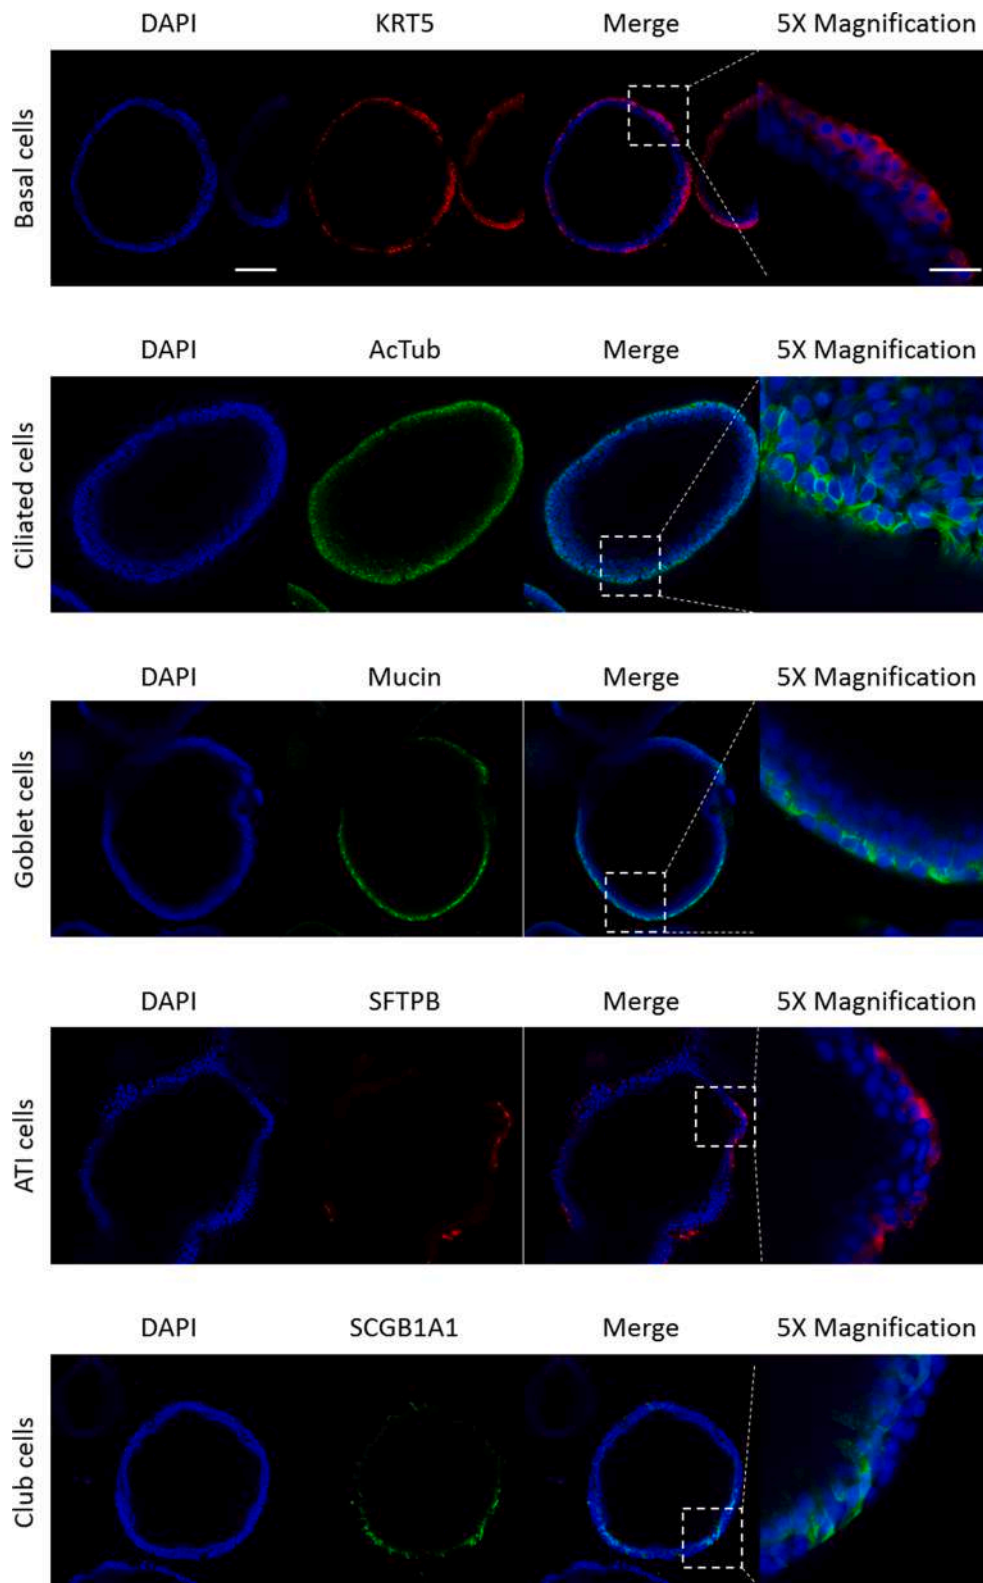 DAPI KRT5 Merge 5X Magnification
Basal cells
DAPI AcTub Merge 5X Magnification
Ciliated cells
DAPI Mucin Merge 5X Magnification
Goblet cells
DAPI SFTPB Merge 5X Magnification
ATI cells
DAPI SCGB1A1 Merge 5X Magnification
Club cells